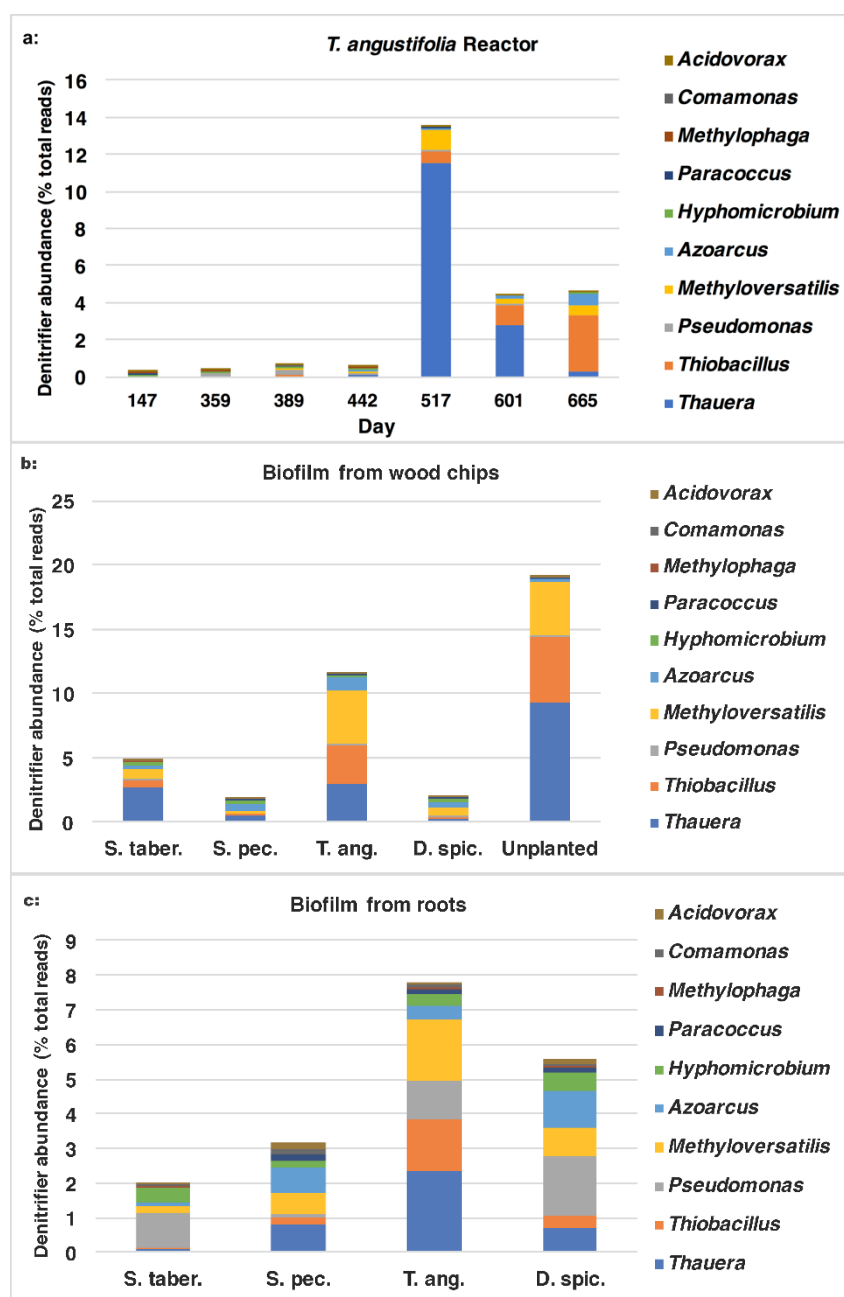 a:
T. angustifolia Reactor
Denitrifier abundance (% total reads)
16
14
12
10
8
6
4
2
0
147 359 389 442 517 601 665
Day
Acidovorax
Comamonas
Methylophaga
Paracoccus
Hyphomicrobium
Azoarcus
Methyloversatilis
Pseudomonas
Thiobacillus
Thauera
b:
Biofilm from wood chips
Denitrifier abundance (% total reads)
25
20
15
10
5
0
S. taber. S. pec. T. ang. D. spic. Unplanted
Acidovorax
Comamonas
Methylophaga
Paracoccus
Hyphomicrobium
Azoarcus
Methyloversatilis
Pseudomonas
Thiobacillus
Thauera
c:
Biofilm from roots
Denitrifier abundance (% total reads)
9
8
7
6
5
4
3
2
1
0
S. taber. S. pec. T. ang. D. spic.
Acidovorax
Comamonas
Methylophaga
Paracoccus
Hyphomicrobium
Azoarcus
Methyloversatilis
Pseudomonas
Thiobacillus
Thauera